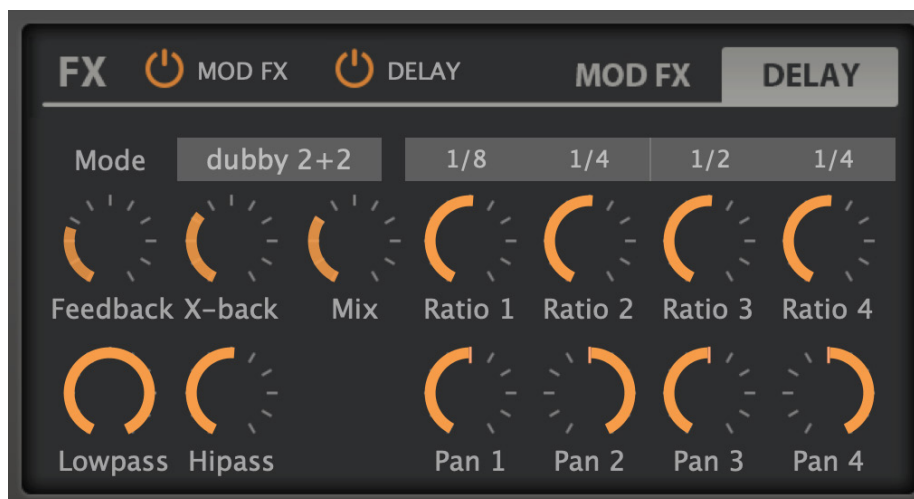 FX MOD FX DELAY MOD FX DELAY
Mode dubby 2+2 1/8 1/4 1/2 1/4
Feedback X-back Mix Ratio 1 Ratio 2 Ratio 3 Ratio 4
Lowpass Hipass Pan 1 Pan 2 Pan 3 Pan 4